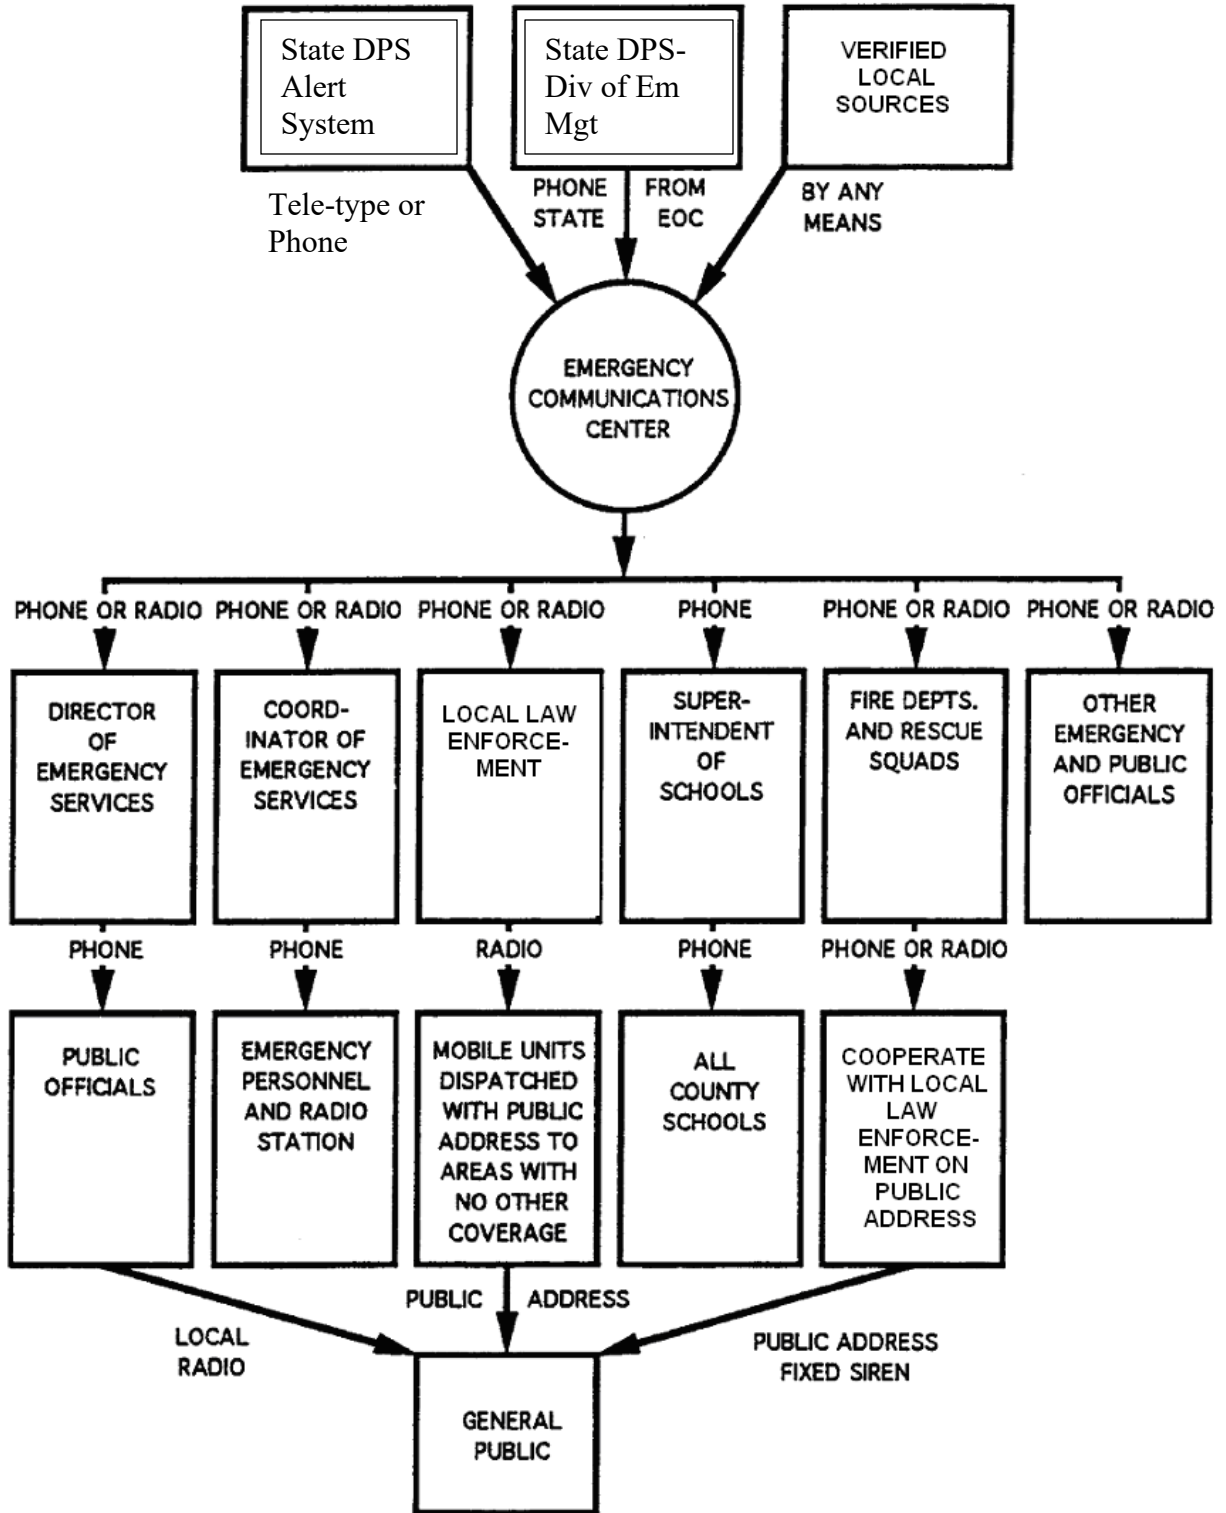 State DPS
Alert
System
State DPS-
Div of Em
Mgt
VERIFIED
LOCAL
SOURCES
Tele-type or
Phone
PHONE FROM
STATE EOC
BY ANY
MEANS
EMERGENCY
COMMUNICATIONS
CENTER
PHONE OR RADIO
PHONE OR RADIO
PHONE OR RADIO
PHONE
PHONE OR RADIO
PHONE OR RADIO
DIRECTOR
OF
EMERGENCY
SERVICES
COORD-
INATOR OF
EMERGENCY
SERVICES
LOCAL LAW
ENFORCE-
MENT
SUPER-
INTENDENT
OF
SCHOOLS
FIRE DEPTS.
AND RESCUE
SQUADS
OTHER
EMERGENCY
AND PUBLIC
OFFICIALS
PHONE
PHONE
RADIO
PHONE
PHONE OR RADIO
PUBLIC
OFFICIALS
EMERGENCY
PERSONNEL
AND RADIO
STATION
MOBILE UNITS
DISPATCHED
WITH PUBLIC
ADDRESS TO
AREAS WITH
NO OTHER
COVERAGE
ALL
COUNTY
SCHOOLS
COOPERATE
WITH LOCAL
LAW
ENFORCE-
MENT ON
PUBLIC
ADDRESS
LOCAL
RADIO
PUBLIC ADDRESS
PUBLIC ADDRESS
FIXED SIREN
GENERAL
PUBLIC